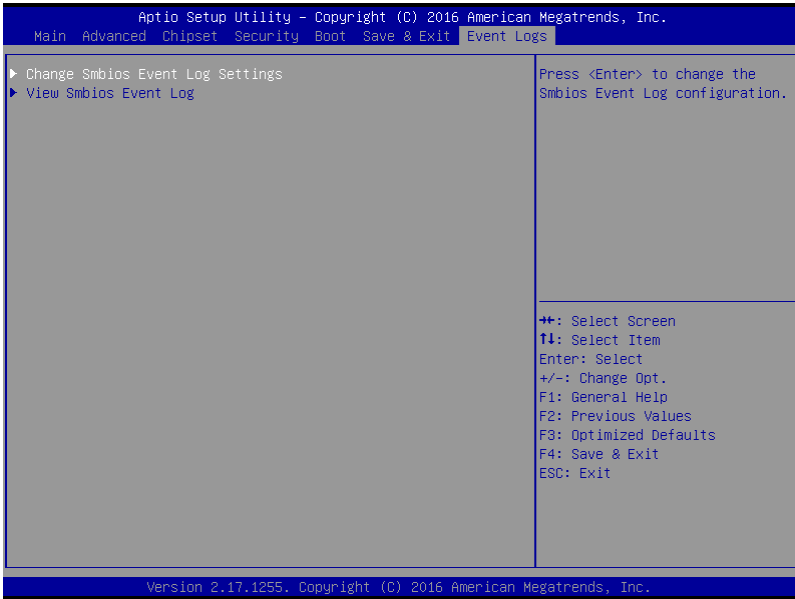 Aptio Setup Utility – Copyright (C) 2016 American Megatrends, Inc.
Main Advanced Chipset Security Boot Save & Exit Event Logs
▶ Change Smbios Event Log Settings
▶ View Smbios Event Log
Press <Enter> to change the
Smbios Event Log configuration.
→←: Select Screen
↑↓: Select Item
Enter: Select
+/-: Change Opt.
F1: General Help
F2: Previous Values
F3: Optimized Defaults
F4: Save & Exit
ESC: Exit
Version 2.17.1255. Copyright (C) 2016 American Megatrends, Inc.